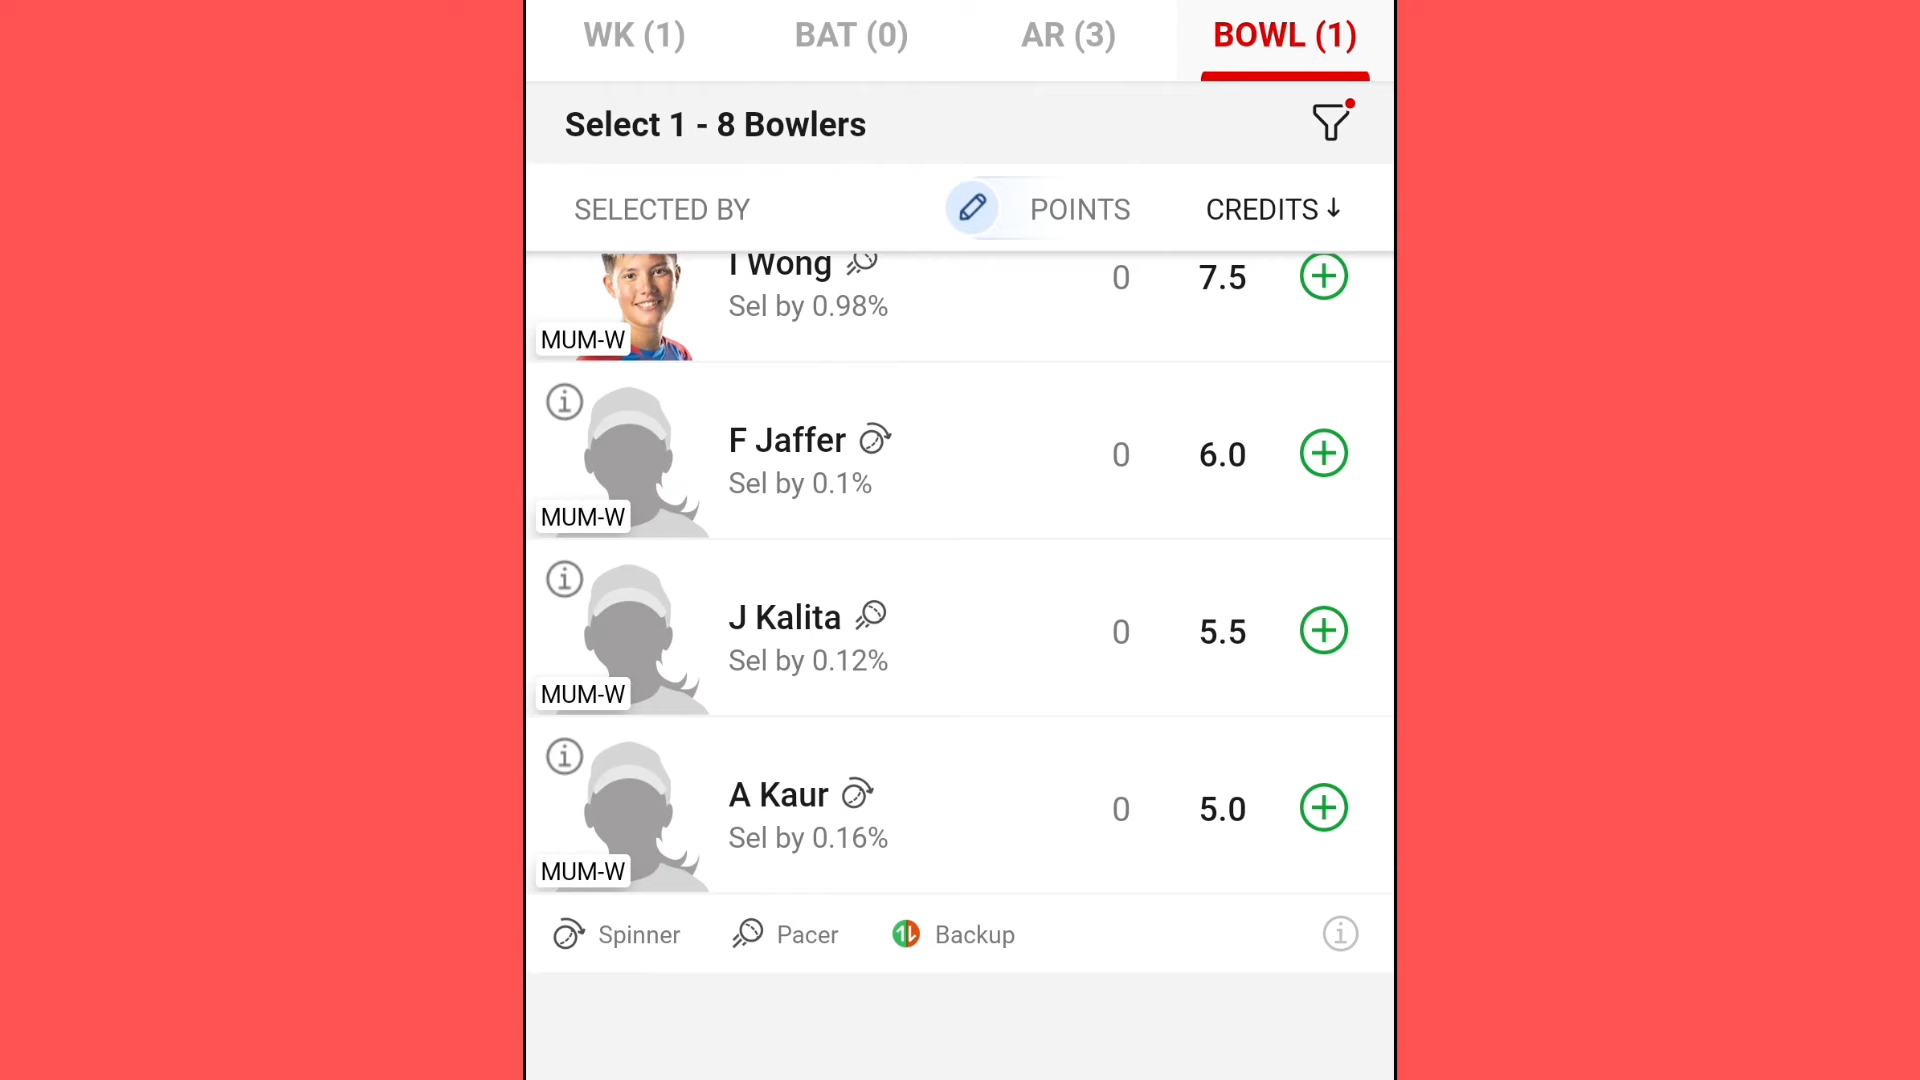 WK (1) BAT (0) AR (3) BOWL (1)
Select 1 - 8 Bowlers
SELECTED BY POINTS CREDITS ↓
I Wong 0 7.5
Sel by 0.98%
MUM-W
F Jaffer 0 6.0
Sel by 0.1%
MUM-W
J Kalita 0 5.5
Sel by 0.12%
MUM-W
A Kaur 0 5.0
Sel by 0.16%
MUM-W
Spinner Pacer Backup